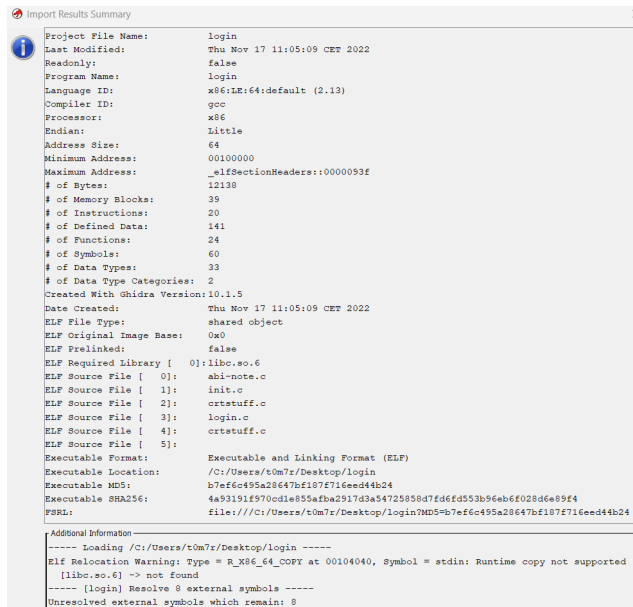 Import Results Summary
Project File Name: login
Last Modified: Thu Nov 17 11:05:09 CET 2022
Readonly: false
Program Name: login
Language ID: x86:LE:64:default (2.13)
Compiler ID: gcc
Processor: x86
Endian: Little
Address Size: 64
Minimum Address: 00100000
Maximum Address: _elfSectionHeaders::0000093f
# of Bytes: 12138
# of Memory Blocks: 39
# of Instructions: 20
# of Defined Data: 141
# of Functions: 24
# of Symbols: 60
# of Data Types: 33
# of Data Type Categories: 2
Created With Ghidra Version: 10.1.5
Date Created: Thu Nov 17 11:05:09 CET 2022
ELF File Type: shared object
ELF Original Image Base: 0x0
ELF Prelinked: false
ELF Required Library [ 0]: libc.so.6
ELF Source File [ 0]: abi-note.c
ELF Source File [ 1]: init.c
ELF Source File [ 2]: crtstuff.c
ELF Source File [ 3]: login.c
ELF Source File [ 4]: crtstuff.c
ELF Source File [ 5]:
Executable Format: Executable and Linking Format (ELF)
Executable Location: /C:/Users/t0m7r/Desktop/login
Executable MD5: b7ef6c495a28647bf187f716eed44b24
Executable SHA256: 4a93191f970cd1e855afba2917d3a54725858d7fd6fd553b96eb6f028d6e89f4
FSRL: file:///C:/Users/t0m7r/Desktop/login?MD5=b7ef6c495a28647bf187f716eed44b24
Additional Information
----- Loading /C:/Users/t0m7r/Desktop/login -----
Elf Relocation Warning: Type = R_X86_64_COPY at 00104040, Symbol = stdin: Runtime copy not supported
[libc.so.6] -> not found
----- [login] Resolve 8 external symbols -----
Unresolved external symbols which remain: 8